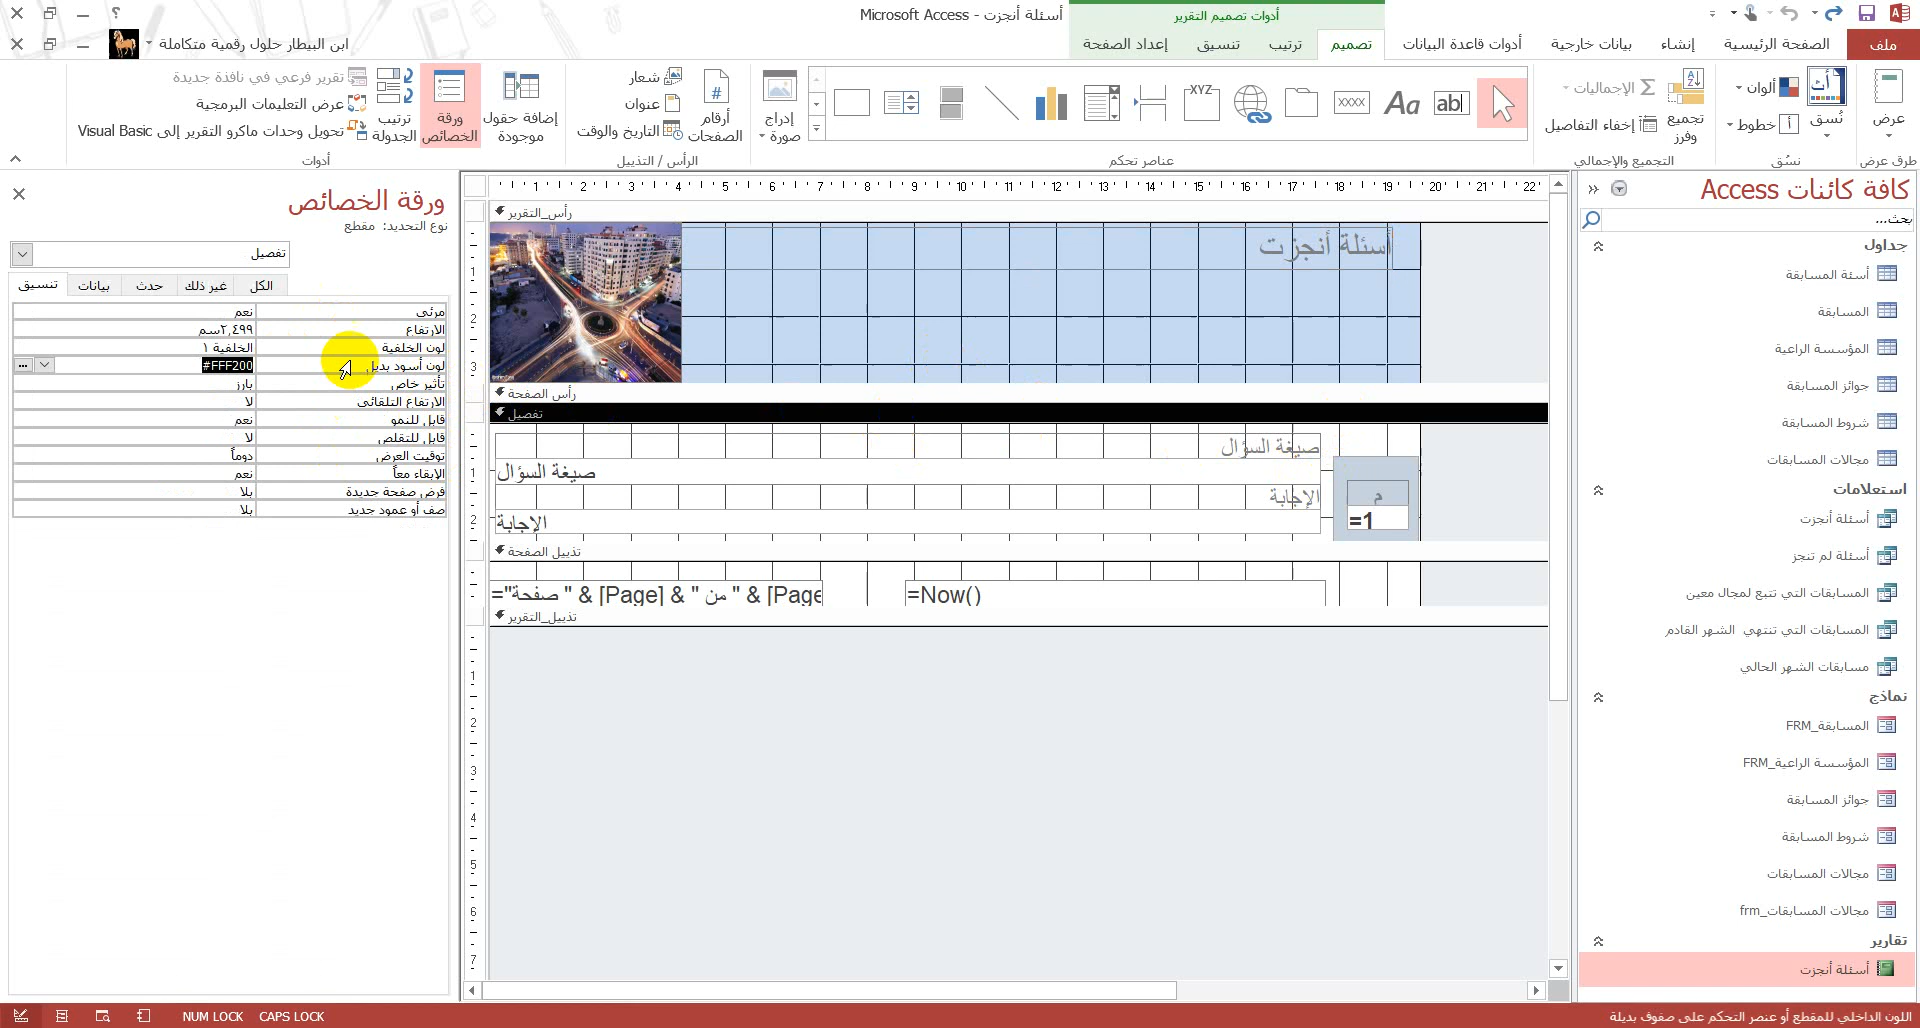 أسئلة أنجزت - Microsoft Access
أدوات تصميم التقرير
ملف
الصفحة الرئيسية
إنشاء
بيانات خارجية
أدوات قاعدة البيانات
تصميم
ترتيب
تنسيق
إعداد الصفحة
ابن البيطار حلول رقمية متكاملة
عرض
طرق عرض
نُسق
ألوان
خطوط
نسُق
تجميع وفرز
الإجماليات
إخفاء التفاصيل
التجميع والإجمالي
عناصر تحكم
إدراج صورة
أرقام الصفحات
شعار
عنوان
التاريخ والوقت
الرأس / التذييل
إضافة حقول موجودة
ورقة الخصائص
ترتيب الجدولة
تقرير فرعي في نافذة جديدة
عرض التعليمات البرمجية
تحويل وحدات ماكرو التقرير إلى Visual Basic
أدوات
كافة كائنات Access
بحث...
جداول
أسئة المسابقة
المسابقة
المؤسسة الراعية
جوائز المسابقة
شروط المسابقة
مجالات المسابقات
استعلامات
أسئلة أنجزت
أسئلة لم تنجز
المسابقات التي تتبع لمجال معين
المسابقات التي تنتهي الشهر القادم
مسابقات الشهر الحالي
نماذج
المسابقة_FRM
المؤسسة الراعية_FRM
جوائز المسابقة
شروط المسابقة
مجالات المسابقات
مجالات المسابقات_frm
تقارير
أسئلة أنجزت
رأس_التقرير
أسئلة أنجزت
رأس الصفحة
تفصيل
صيغة السؤال
صيغة السؤال
الإجابة
الإجابة
م
=1
تذييل الصفحة
="صفحة " & [Page] & " من " & [Page
=Now()
تذييل_التقرير
ورقة الخصائص
نوع التحديد: مقطع
تفصيل
تنسيق
بيانات
حدث
غير ذلك
الكل
مرئي نعم
الارتفاع ٢,٤٩٩سم
لون الخلفية الخلفية ١
لون أسود بديل #FFF200
تأثير خاص بارز
الارتفاع التلقائي لا
قابل للنمو نعم
قابل للتقلص لا
توقيت العرض دوماً
الإبقاء معاً نعم
فرض صفحة جديدة بلا
صف أو عمود جديد بلا
اللون الداخلي للمقطع أو عنصر التحكم على صفوف بديلة
NUM LOCK
CAPS LOCK